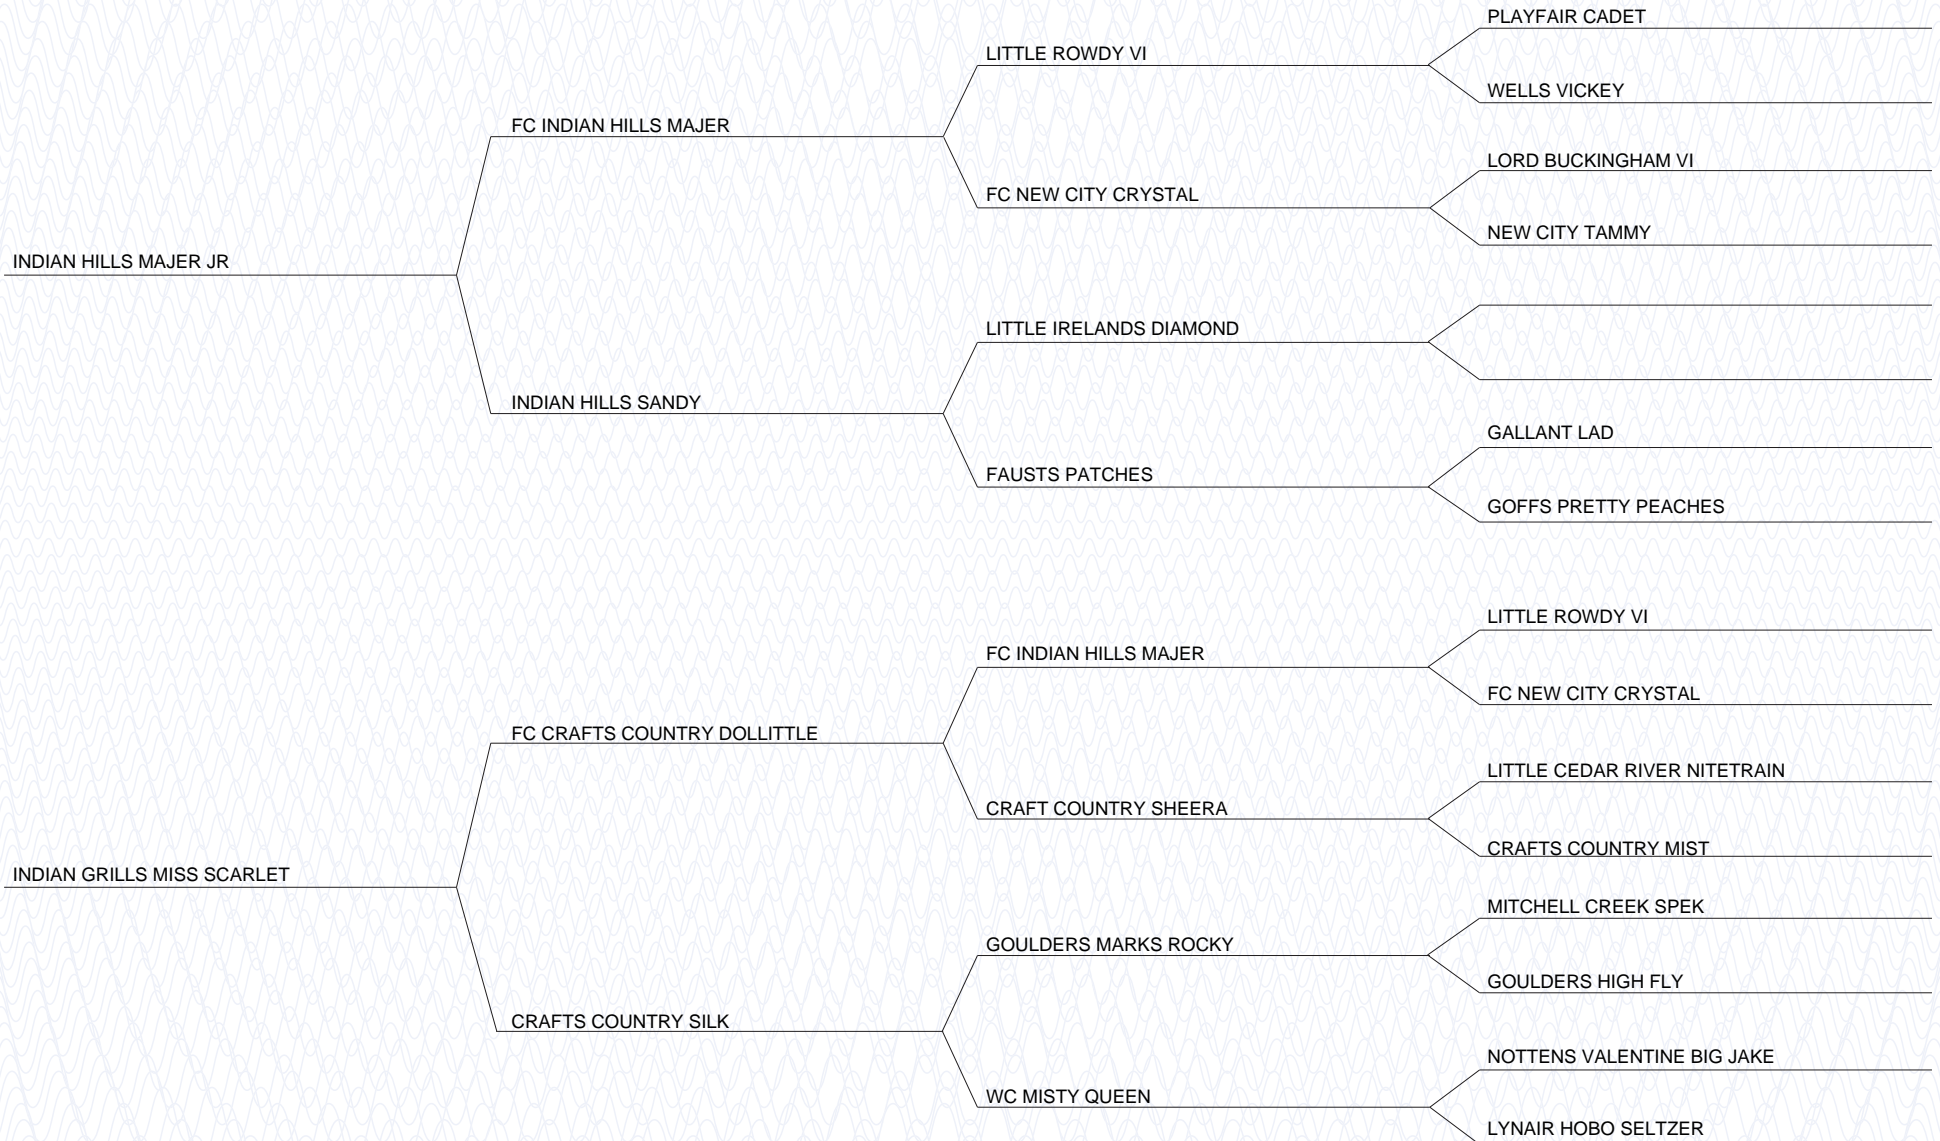 PLAYFAIR CADET
LITTLE ROWDY VI
WELLS VICKEY
FC INDIAN HILLS MAJER
LORD BUCKINGHAM VI
FC NEW CITY CRYSTAL
NEW CITY TAMMY
INDIAN HILLS MAJER JR
LITTLE IRELANDS DIAMOND
INDIAN HILLS SANDY
GALLANT LAD
FAUSTS PATCHES
GOFFS PRETTY PEACHES
LITTLE ROWDY VI
FC INDIAN HILLS MAJER
FC NEW CITY CRYSTAL
FC CRAFTS COUNTRY DOLLITTLE
LITTLE CEDAR RIVER NITETRAIN
CRAFT COUNTRY SHEERA
CRAFTS COUNTRY MIST
INDIAN GRILLS MISS SCARLET
MITCHELL CREEK SPEK
GOULDERS MARKS ROCKY
GOULDERS HIGH FLY
CRAFTS COUNTRY SILK
NOTTENS VALENTINE BIG JAKE
WC MISTY QUEEN
LYNAIR HOBO SELTZER